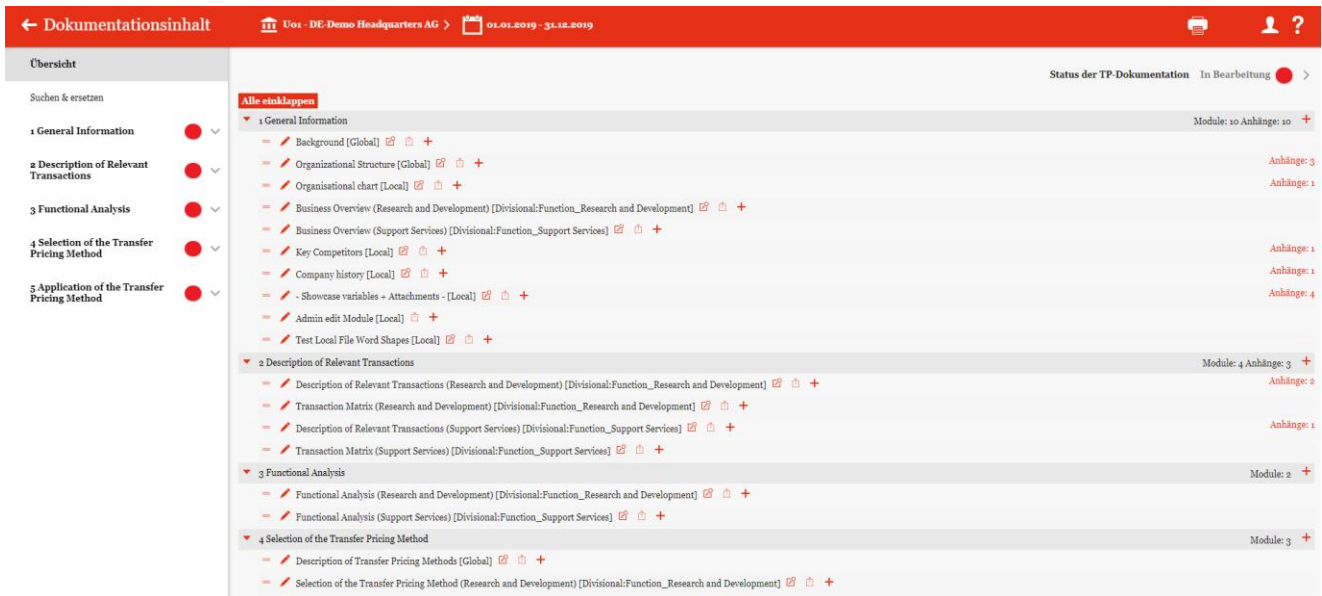 Dokumentationsinhalt
U01 - DE-Demo Headquarters AG
01.01.2019 - 31.12.2019
?
Übersicht
Suchen & ersetzen
1 General Information
2 Description of Relevant
Transactions
3 Functional Analysis
4 Selection of the Transfer
Pricing Method
5 Application of the Transfer
Pricing Method
Status der TP-Dokumentation In Bearbeitung
Alle einklappen
1 General Information Module: 10 Anhänge: 10
Background [Global]
Organizational Structure [Global] Anhänge: 3
Organisational chart [Local] Anhänge: 1
Business Overview (Research and Development) [Divisional:Function_Research and Development]
Business Overview (Support Services) [Divisional:Function_Support Services]
Key Competitors [Local] Anhänge: 1
Company history [Local] Anhänge: 1
- Showcase variables + Attachments - [Local] Anhänge: 4
Admin edit Module [Local]
Test Local File Word Shapes [Local]
2 Description of Relevant Transactions Module: 4 Anhänge: 3
Description of Relevant Transactions (Research and Development) [Divisional:Function_Research and Development] Anhänge: 2
Transaction Matrix (Research and Development) [Divisional:Function_Research and Development]
Description of Relevant Transactions (Support Services) [Divisional:Function_Support Services] Anhänge: 1
Transaction Matrix (Support Services) [Divisional:Function_Support Services]
3 Functional Analysis Module: 2
Functional Analysis (Research and Development) [Divisional:Function_Research and Development]
Functional Analysis (Support Services) [Divisional:Function_Support Services]
4 Selection of the Transfer Pricing Method Module: 3
Description of Transfer Pricing Methods [Global]
Selection of the Transfer Pricing Method (Research and Development) [Divisional:Function_Research and Development]